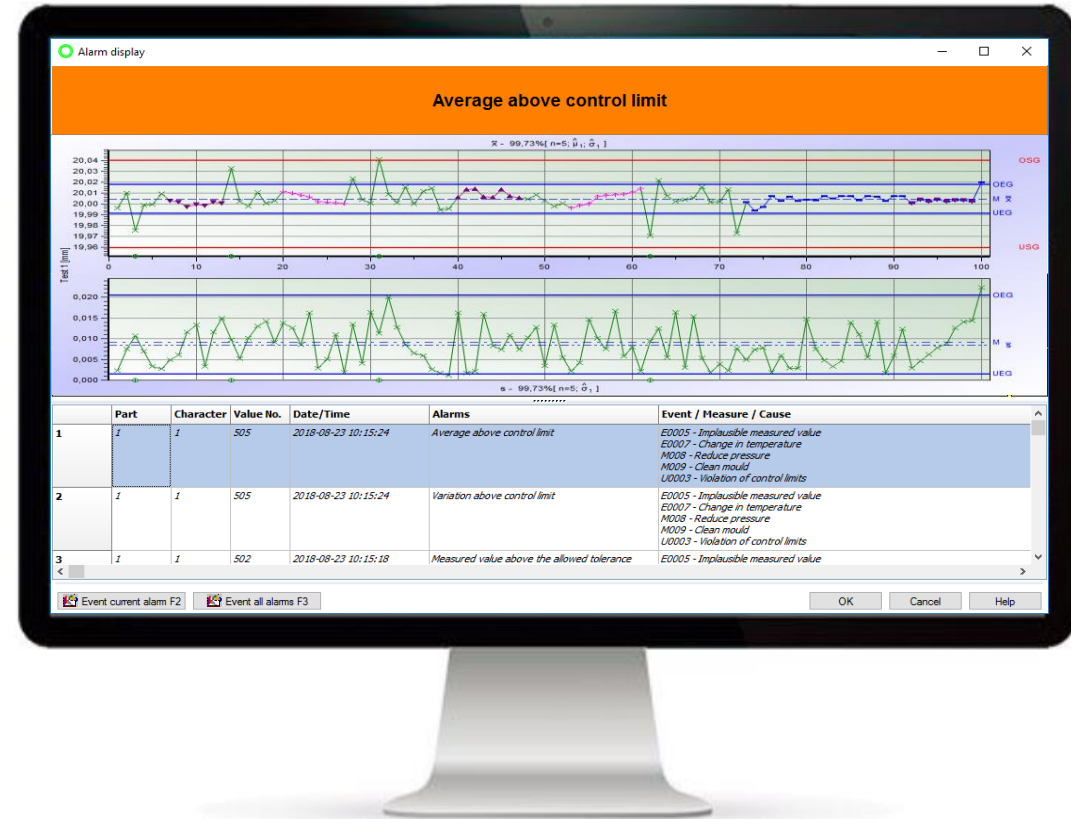 Alarm display
Average above control limit
x̅ - 99,73%[ n=5; μ̂₁; σ̂₁ ]
20,04
20,03
20,02
20,01
20,00
19,99
19,98
19,97
19,96
OSG
OEG
M x̅
UEG
USG
Test 1 [mm]
0 10 20 30 40 50 60 70 80 90 100
0,020
0,015
0,010
0,005
0,000
OEG
M
UEG
s - 99,73%[ n=5; σ̂₁ ]
Part Character Value No. Date/Time Alarms Event / Measure / Cause
1 1 1 505 2018-08-23 10:15:24 Average above control limit E0005 - Implausible measured value
E0007 - Change in temperature
M008 - Reduce pressure
M009 - Clean mould
U0003 - Violation of control limits
2 1 1 505 2018-08-23 10:15:24 Variation above control limit E0005 - Implausible measured value
E0007 - Change in temperature
M008 - Reduce pressure
M009 - Clean mould
U0003 - Violation of control limits
3 1 1 502 2018-08-23 10:15:18 Measured value above the allowed tolerance E0005 - Implausible measured value
Event current alarm F2 Event all alarms F3 OK Cancel Help